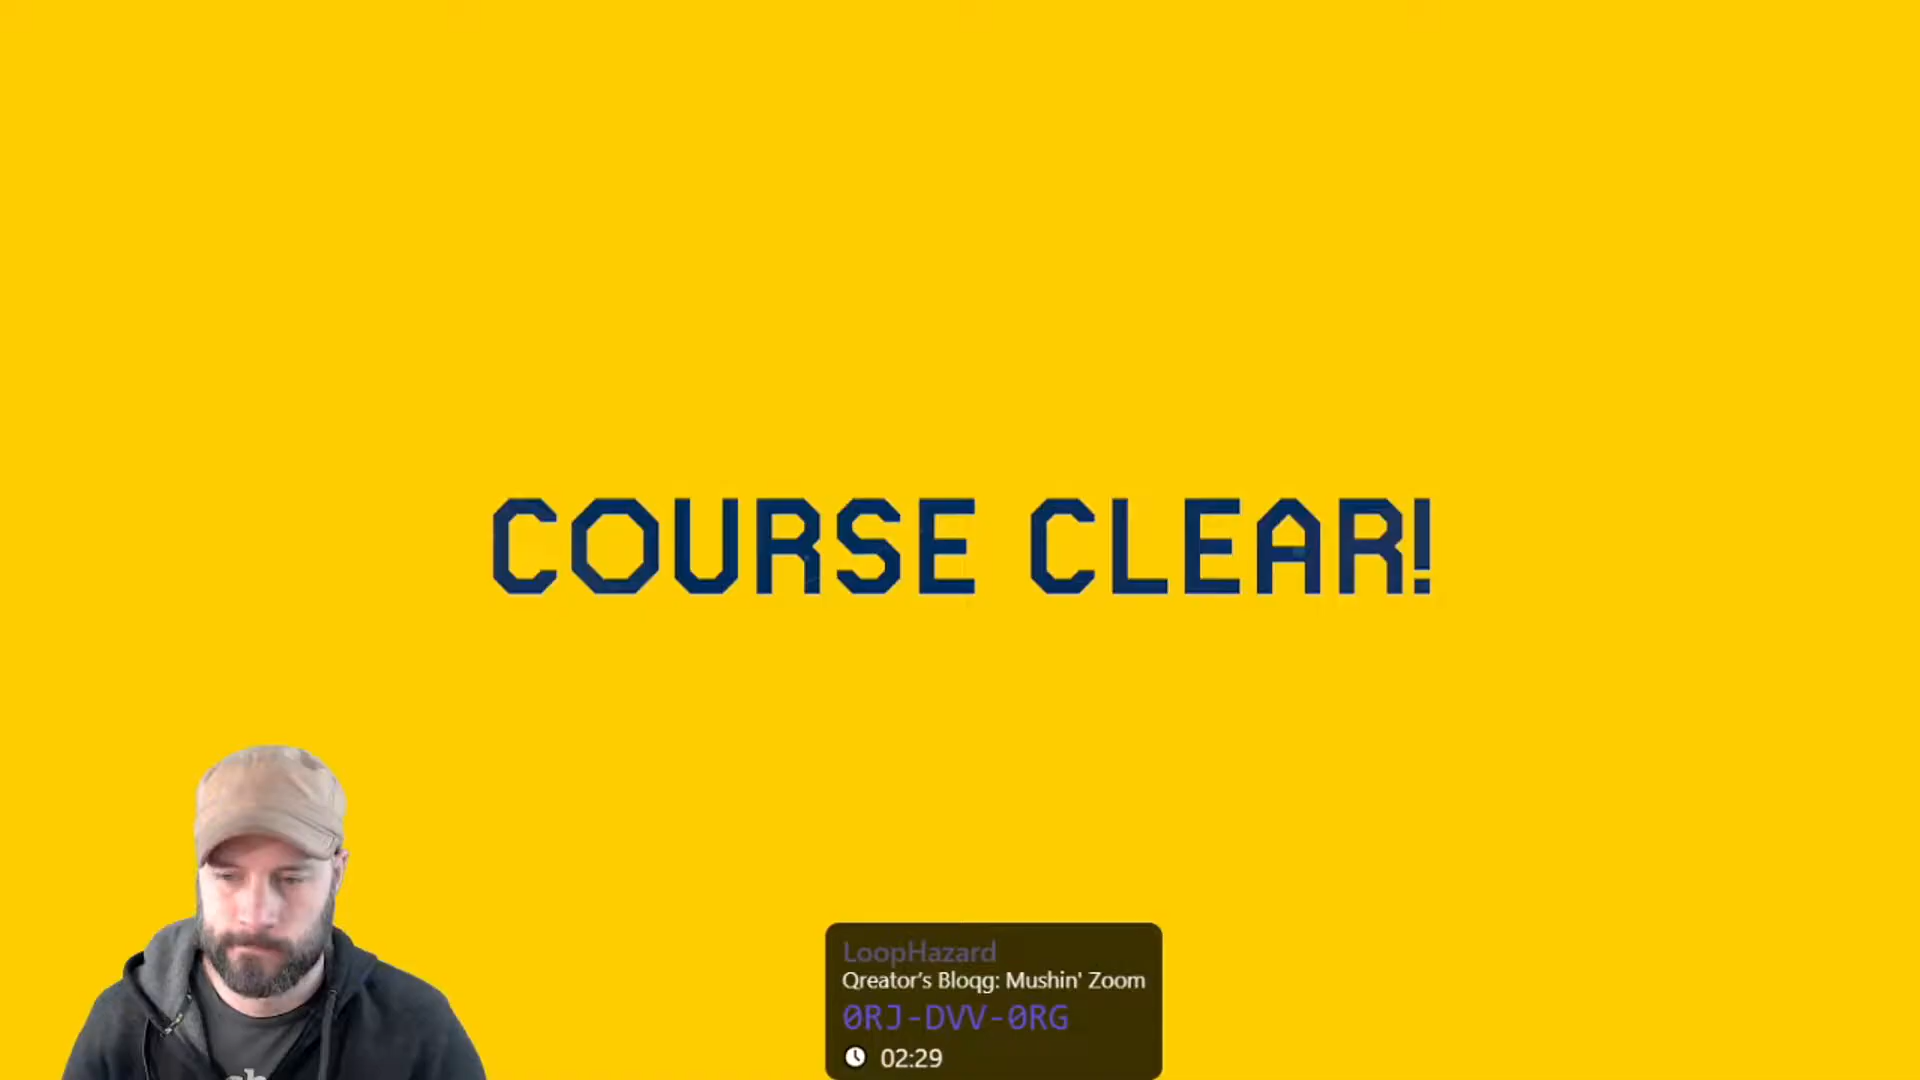 COURSE CLEAR!
LoopHazard
Qreator's Bloqg: Mushin' Zoom
0RJ-DVV-0RG
02:29